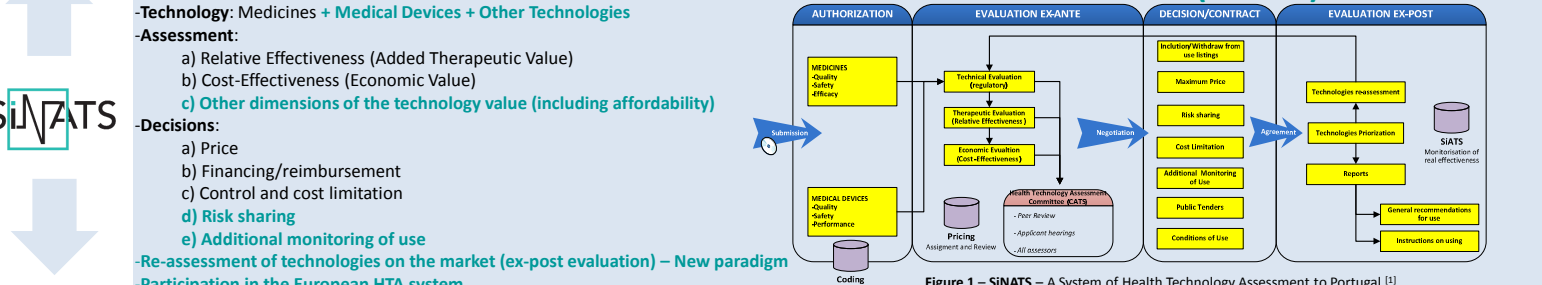 -Technology: Medicines + Medical Devices + Other Technologies
-Assessment:
a) Relative Effectiveness (Added Therapeutic Value)
b) Cost-Effectiveness (Economic Value)
c) Other dimensions of the technology value (including affordability)
-Decisions:
a) Price
b) Financing/reimbursement
c) Control and cost limitation
d) Risk sharing
e) Additional monitoring of use
-Re-assessment of technologies on the market (ex-post evaluation) – New paradigm
-Participation in the European HTA system
SiNATS
AUTHORIZATION
MEDICINES
-Quality
-Safety
-Efficacy
Submission
MEDICAL DEVICES
-Quality
-Safety
-Performance
Coding
EVALUATION EX-ANTE
Technical Evaluation
(regulatory)
Therapeutic Evaluation
(Relative Effectiveness)
Economic Evaultion
(Cost-Effectiveness)
Health Technology Assessment
Committee (CATS)
- Peer Review
- Applicant hearings
- All assessors
Pricing
Assigment and Review
Negotiation
DECISION/CONTRACT
Inclution/Withdraw from
use listings
Maximum Price
Risk sharing
Cost Limitation
Additional Monitoring
of Use
Public Tenders
Conditions of Use
Agreement
EVALUATION EX-POST
Technologies re-assessment
Technologies Priorization
Reports
General recommendations
for use
Instructions on using
SiATS
Monitorisation of
real effectiveness
Figure 1 – SiNATS – A System of Health Technology Assessment to Portugal [1]